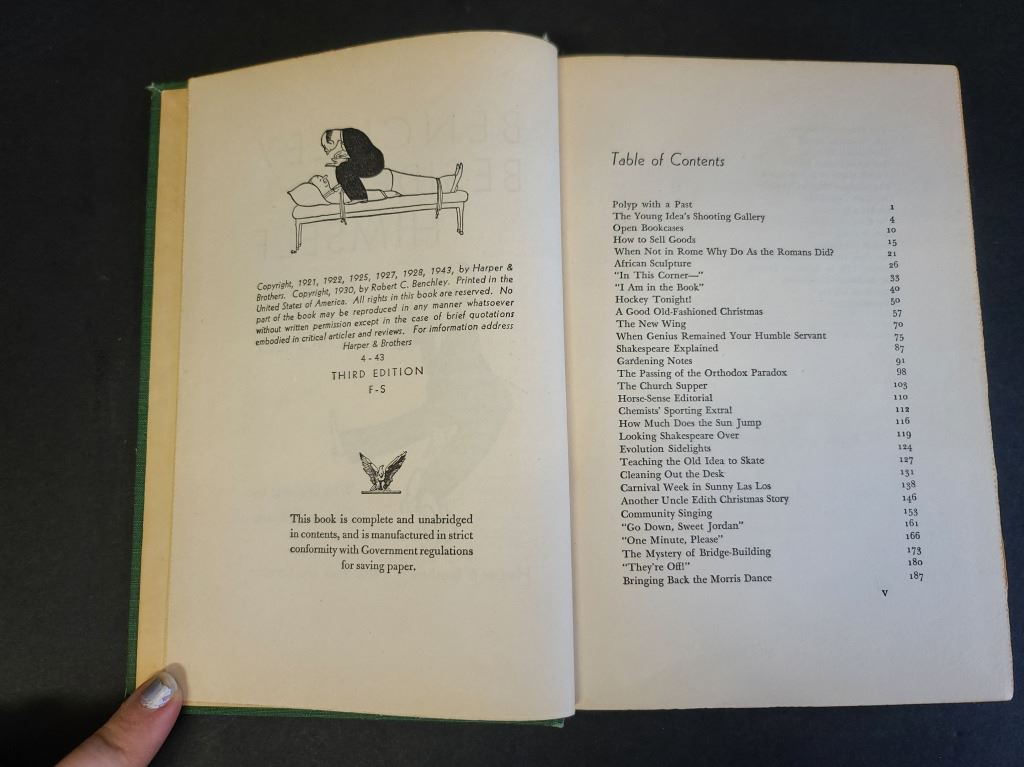 Copyright, 1921, 1922, 1925, 1927, 1928, 1943, by Harper &
Brothers. Copyright, 1930, by Robert C. Benchley. Printed in the
United States of America. All rights in this book are reserved. No
part of the book may be reproduced in any manner whatsoever
without written permission except in the case of brief quotations
embodied in critical articles and reviews. For imformation address
Harper & Brothers
4-43
THIRD EDITION
F-S
This book is complete and unabridged
in contents, and is manufactured in strict
conformity with Government regulations
for saving paper.
Table of Contents
Polyp with a Past 1
The Young Idea's Shooting Gallery 4
Open Bookcases 10
How to Sell Goods 15
When Not in Rome Why Do As the Romans Did? 21
African Sculpture 26
"In This Corner—" 33
"I Am in the Book" 40
Hockey Tonight! 50
A Good Old-Fashioned Christmas 57
The New Wing 70
When Genius Remained Your Humble Servant 75
Shakespeare Explained 87
Gardening Notes 91
The Passing of the Orthodox Paradox 98
The Church Supper 103
Horse-Sense Editorial 110
Chemists' Sporting Extra! 112
How Much Does the Sun Jump 116
Looking Shakespeare Over 119
Evolution Sidelights 124
Teaching the Old Idea to Skate 127
Cleaning Out the Desk 131
Carnival Week in Sunny Las Los 138
Another Uncle Edith Christmas Story 146
Community Singing 153
"Go Down, Sweet Jordan" 161
"One Minute, Please" 166
The Mystery of Bridge-Building 173
"They're Off!" 180
Bringing Back the Morris Dance 187
V